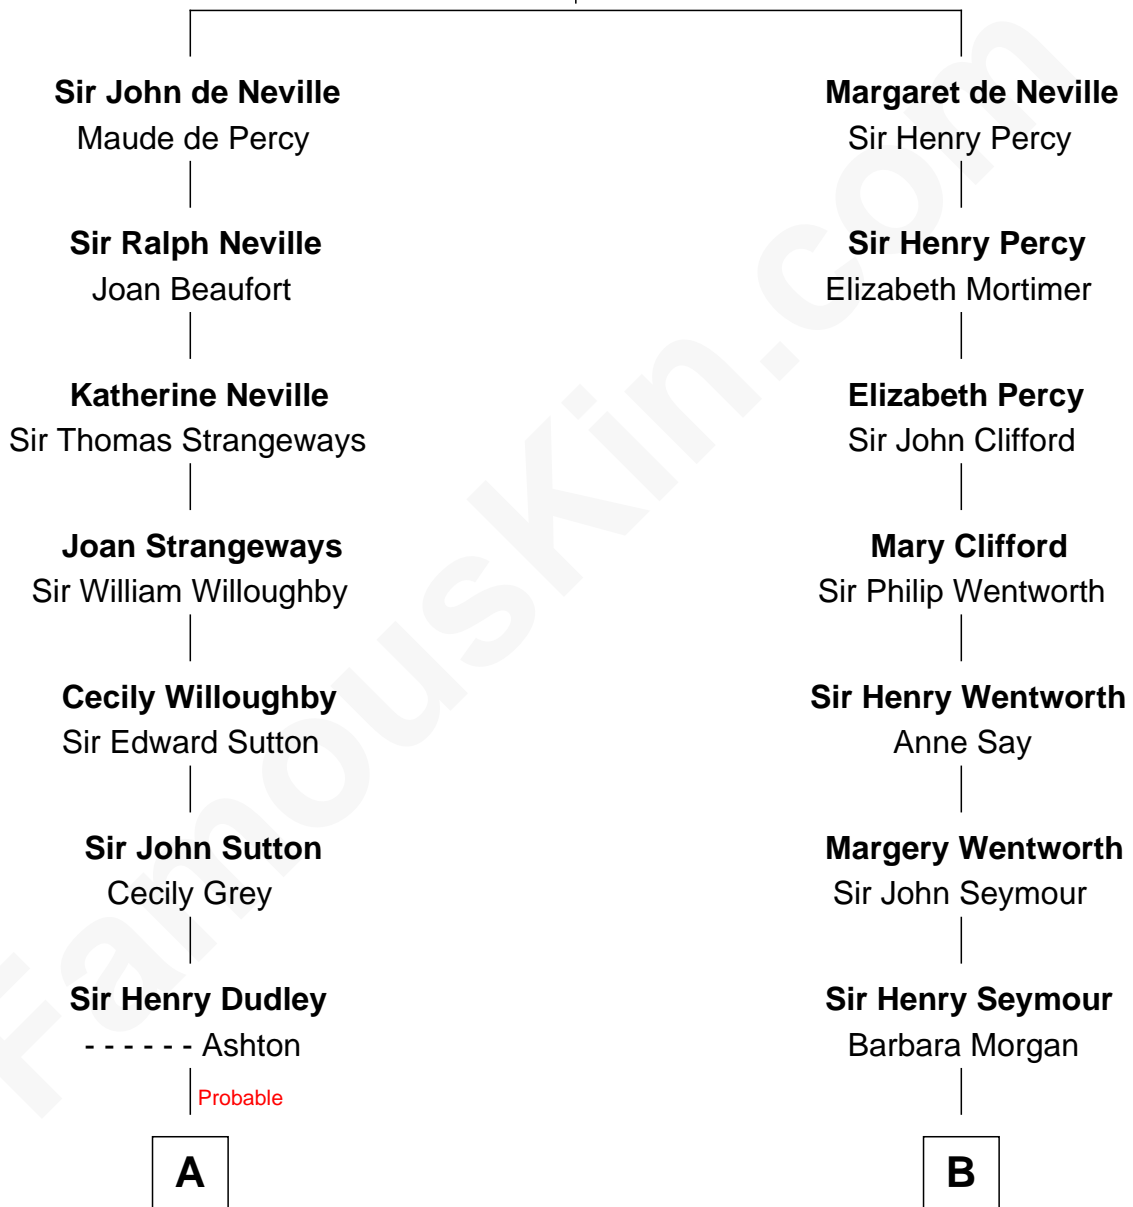 Sir John de Neville
Maude de Percy
Margaret de Neville
Sir Henry Percy
Sir Ralph Neville
Joan Beaufort
Sir Henry Percy
Elizabeth Mortimer
Katherine Neville
Sir Thomas Strangeways
Elizabeth Percy
Sir John Clifford
Joan Strangeways
Sir William Willoughby
Mary Clifford
Sir Philip Wentworth
Cecily Willoughby
Sir Edward Sutton
Sir Henry Wentworth
Anne Say
Sir John Sutton
Cecily Grey
Margery Wentworth
Sir John Seymour
Sir Henry Dudley
- - - - - - Ashton
Sir Henry Seymour
Barbara Morgan
Probable
A
B
FamousKin.com